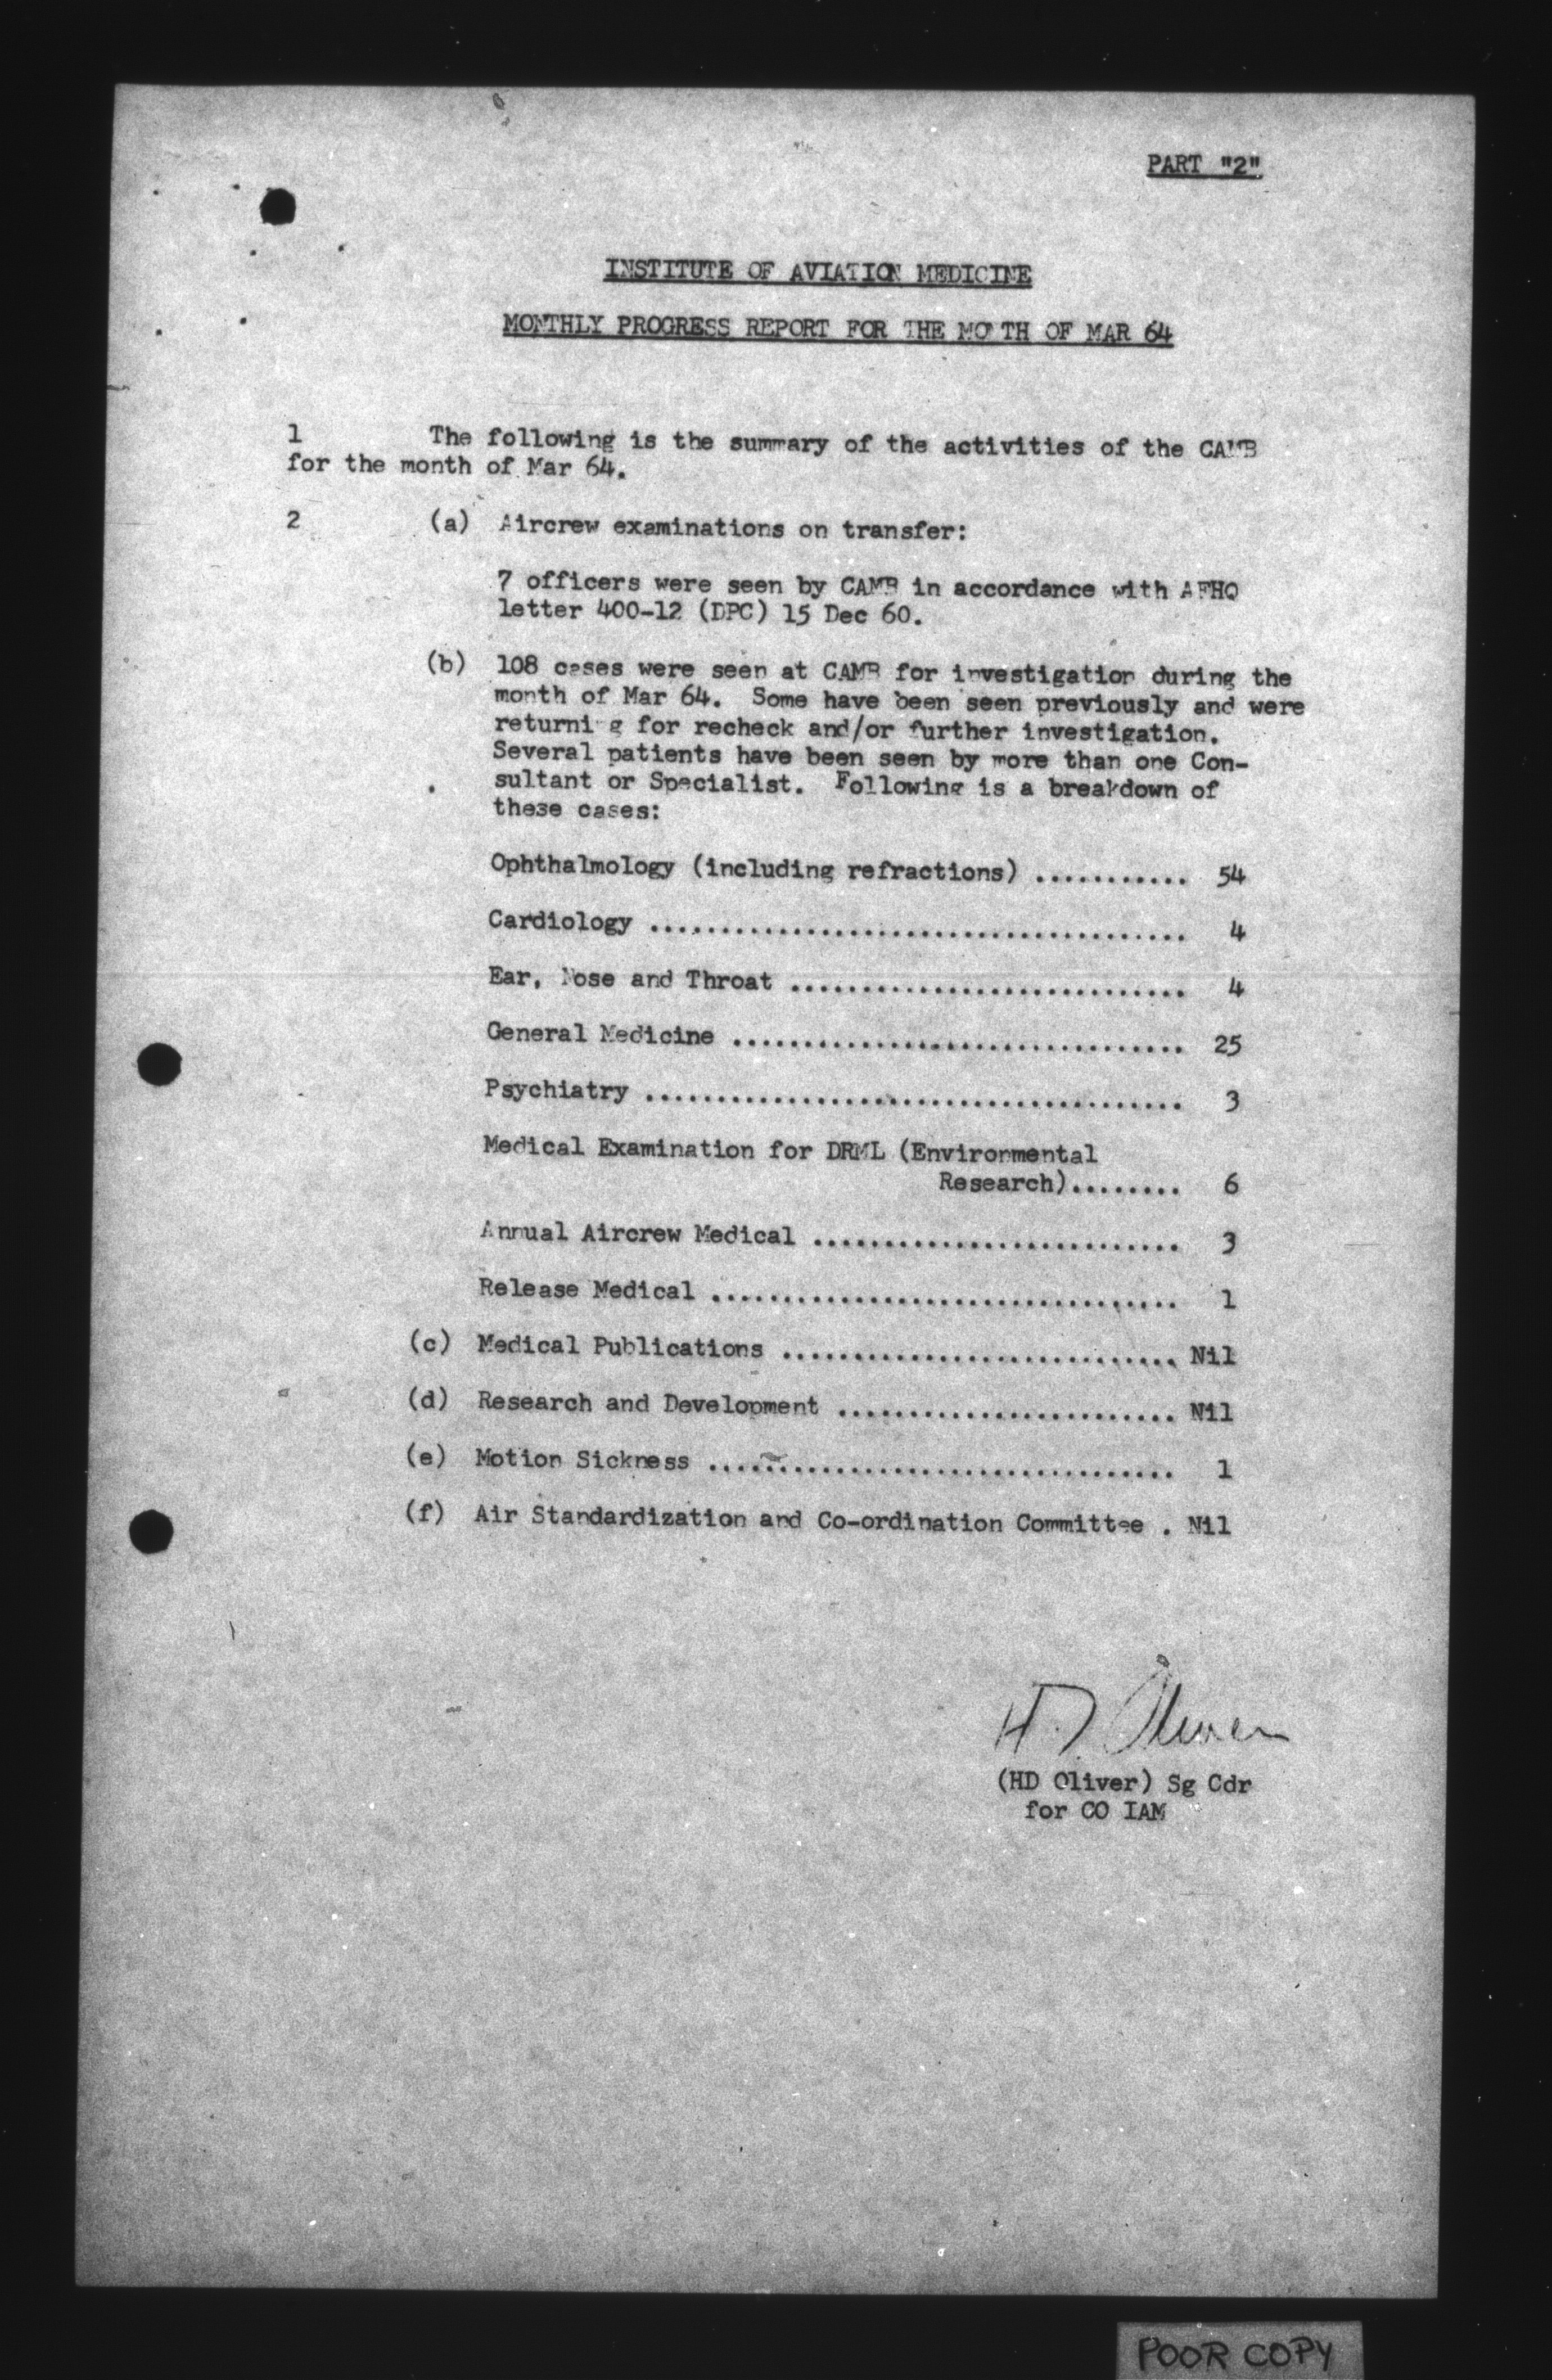 PART "2"
INSTITUTE OF AVIATION MEDICINE
MONTHLY PROGRESS REPORT FOR THE MONTH OF MAR 64
1 The following is the summary of the activities of the CAMB
for the month of Mar 64.
2 (a) Aircrew examinations on transfer:
7 officers were seen by CAMB in accordance with AFHQ
letter 400-12 (DPC) 15 Dec 60.
(b) 108 cases were seen at CAMB for investigation during the
month of Mar 64. Some have been seen previously and were
returning for recheck and/or further investigation.
Several patients have been seen by more than one Con-
sultant or Specialist. Following is a breakdown of
these cases:
Ophthalmology (including refractions) ........... 54
Cardiology ...................................... 4
Ear, Nose and Throat ............................ 4
General Medicine ................................ 25
Psychiatry ...................................... 3
Medical Examination for DRML (Environmental
Research)........ 6
Annual Aircrew Medical .......................... 3
Release Medical ................................. 1
(c) Medical Publications ............................ Nil
(d) Research and Development ........................ Nil
(e) Motion Sickness ................................. 1
(f) Air Standardization and Co-ordination Committee . Nil
H.D. Oliver
(HD Oliver) Sg Cdr
for CO IAM
POOR COPY